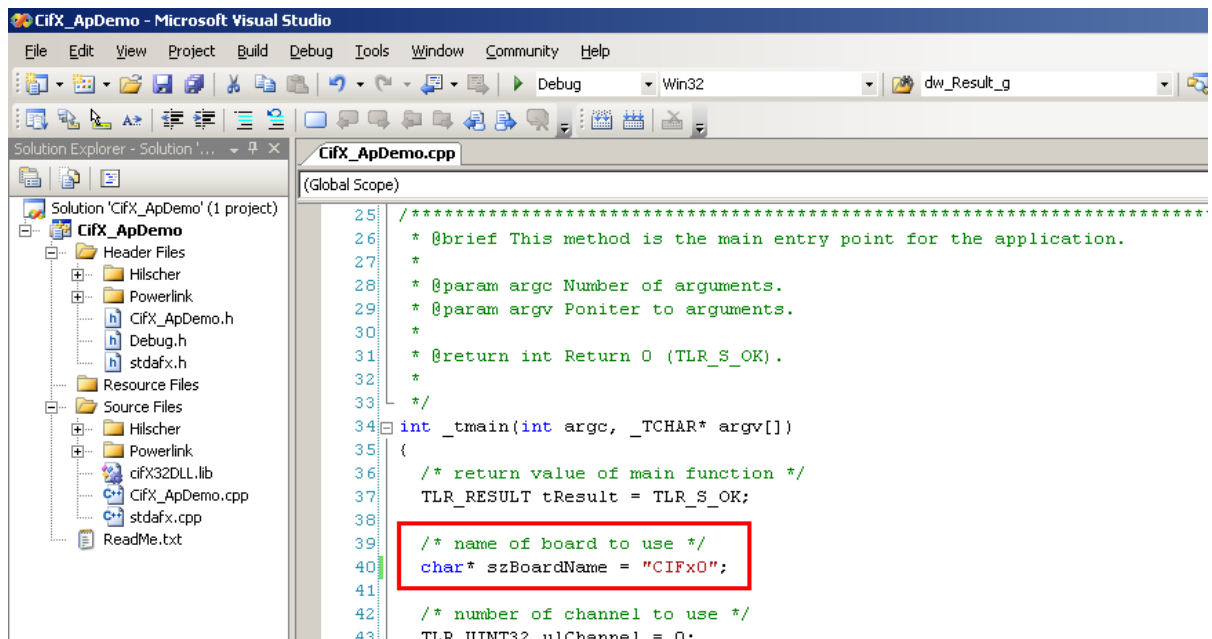 CifX_ApDemo - Microsoft Visual Studio
File Edit View Project Build Debug Tools Window Community Help
Debug Win32 dw_Result_g
Solution Explorer - Solution '...
CifX_ApDemo.cpp
(Global Scope)
Solution 'CifX_ApDemo' (1 project)
CifX_ApDemo
Header Files
Hilscher
Powerlink
CifX_ApDemo.h
Debug.h
stdafx.h
Resource Files
Source Files
Hilscher
Powerlink
cifX32DLL.lib
CifX_ApDemo.cpp
stdafx.cpp
ReadMe.txt
25 /*************************************************************************
26 * @brief This method is the main entry point for the application.
27 *
28 * @param argc Number of arguments.
29 * @param argv Poniter to arguments.
30 *
31 * @return int Return 0 (TLR_S_OK).
32 *
33 */
34 int _tmain(int argc, _TCHAR* argv[])
35 {
36 /* return value of main function */
37 TLR_RESULT tResult = TLR_S_OK;
38
39 /* name of board to use */
40 char* szBoardName = "CIFx0";
41
42 /* number of channel to use */
43 TLR_UINT32 ulChannel = 0;